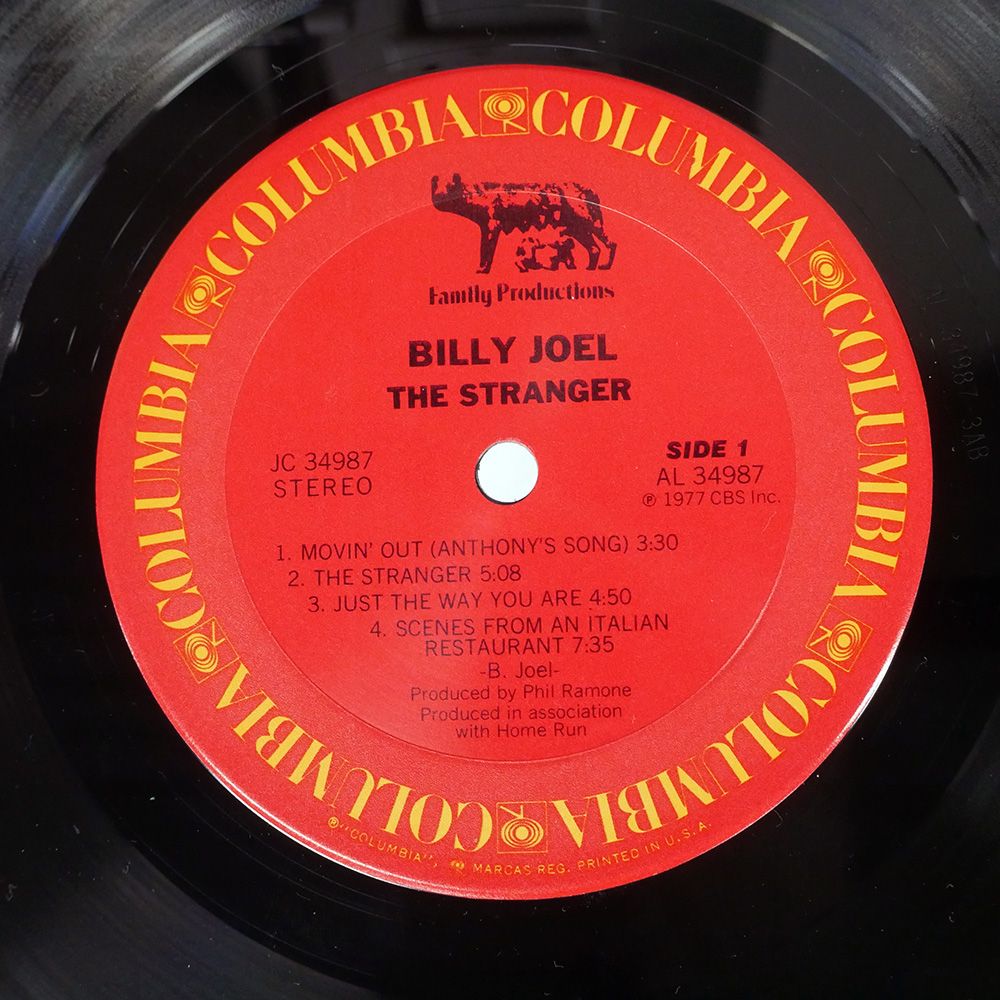 COLUMBIA COLUMBIA COLUMBIA COLUMBIA COLUMBIA COLUMBIA COLUMBIA
Family Productions
BILLY JOEL
THE STRANGER
JC 34987
STEREO
SIDE 1
AL 34987
℗ 1977 CBS Inc.
1. MOVIN' OUT (ANTHONY'S SONG) 3:30
2. THE STRANGER 5:08
3. JUST THE WAY YOU ARE 4:50
4. SCENES FROM AN ITALIAN
RESTAURANT 7:35
-B. Joel-
Produced by Phil Ramone
Produced in association
with Home Run
®"COLUMBIA", MARCAS REG. PRINTED IN U.S.A.